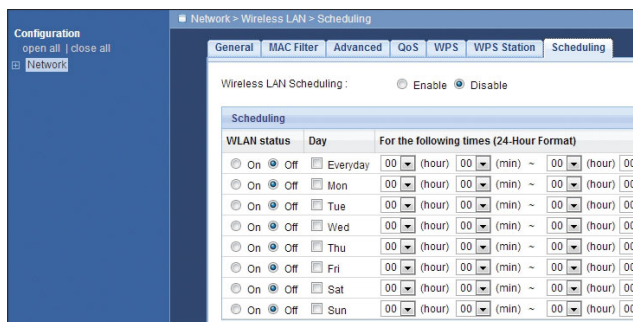 Network > Wireless LAN > Scheduling
Configuration
open all | close all
Network
General MAC Filter Advanced QoS WPS WPS Station Scheduling
Wireless LAN Scheduling : Enable Disable
Scheduling
WLAN status Day For the following times (24-Hour Format)
On Off Everyday 00 (hour) 00 (min) ~ 00 (hour) 00
On Off Mon 00 (hour) 00 (min) ~ 00 (hour) 00
On Off Tue 00 (hour) 00 (min) ~ 00 (hour) 00
On Off Wed 00 (hour) 00 (min) ~ 00 (hour) 00
On Off Thu 00 (hour) 00 (min) ~ 00 (hour) 00
On Off Fri 00 (hour) 00 (min) ~ 00 (hour) 00
On Off Sat 00 (hour) 00 (min) ~ 00 (hour) 00
On Off Sun 00 (hour) 00 (min) ~ 00 (hour) 00